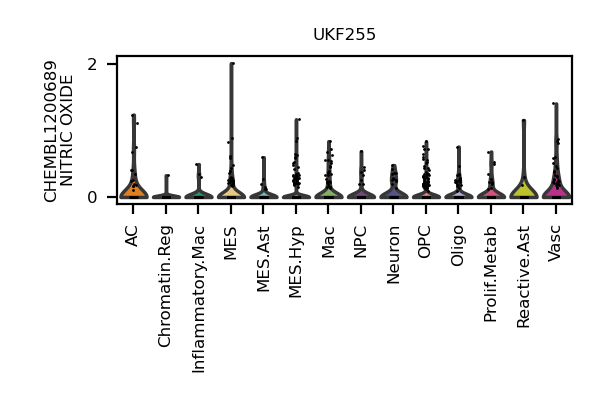 UKF255
CHEMBL1200689
NITRIC OXIDE
2
0
AC
Chromatin.Reg
Inflammatory.Mac
MES
MES.Ast
MES.Hyp
Mac
NPC
Neuron
OPC
Oligo
Prolif.Metab
Reactive.Ast
Vasc